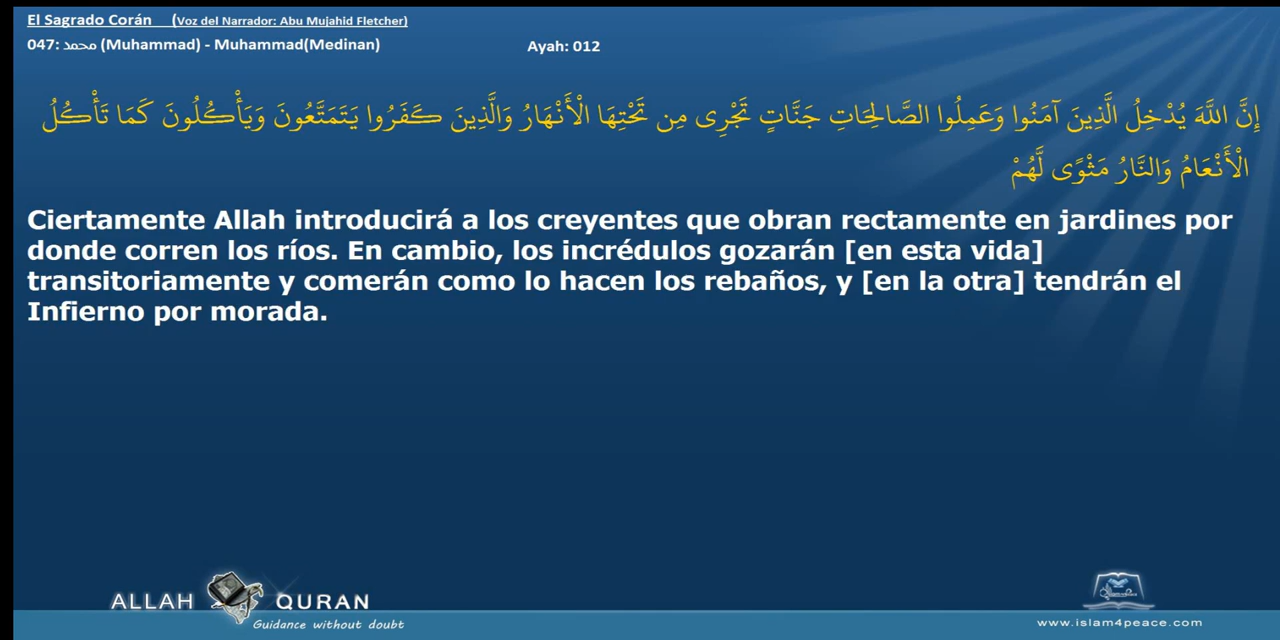 El Sagrado Corán (Voz del Narrador: Abu Mujahid Fletcher)
047: محمد (Muhammad) - Muhammad(Medinan) Ayah: 012
إِنَّ اللَّهَ يُدْخِلُ الَّذِينَ آمَنُوا وَعَمِلُوا الصَّالِحَاتِ جَنَّاتٍ تَجْرِى مِن تَحْتِهَا الْأَنْهَارُ وَالَّذِينَ كَفَرُوا يَتَمَتَّعُونَ وَيَأْكُلُونَ كَمَا تَأْكُلُ
الْأَنْعَامُ وَالنَّارُ مَثْوًى لَّهُمْ
Ciertamente Allah introducirá a los creyentes que obran rectamente en jardines por
donde corren los ríos. En cambio, los incrédulos gozarán [en esta vida]
transitoriamente y comerán como lo hacen los rebaños, y [en la otra] tendrán el
Infierno por morada.
ALLAH QURAN
Guidance without doubt
www.islam4peace.com